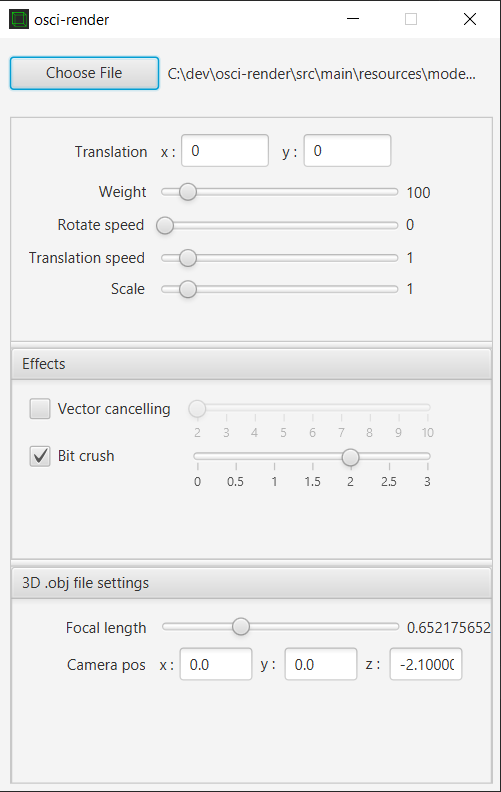 osci-render
Choose File C:\dev\osci-render\src\main\resources\mode...
Translation x : 0 y : 0
Weight 100
Rotate speed 0
Translation speed 1
Scale 1
Effects
Vector cancelling
2 3 4 5 6 7 8 9 10
Bit crush
0 0.5 1 1.5 2 2.5 3
3D .obj file settings
Focal length 0.652175652
Camera pos x : 0.0 y : 0.0 z : -2.10000